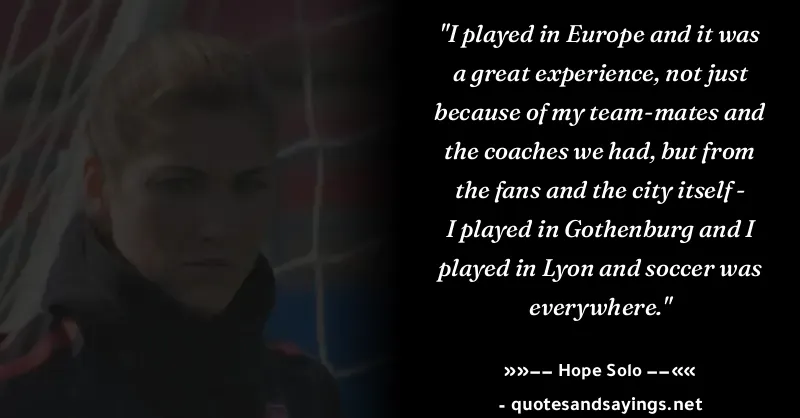 "I played in Europe and it was
a great experience, not just
because of my team-mates and
the coaches we had, but from
the fans and the city itself -
I played in Gothenburg and I
played in Lyon and soccer was
everywhere."
»»–– Hope Solo ––««
- quotesandsayings.net